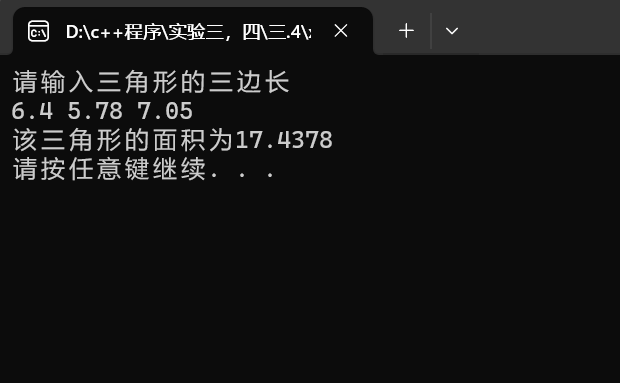 D:\c++程序\实验三，四\三.4\
请输入三角形的三边长
6.4 5.78 7.05
该三角形的面积为17.4378
请按任意键继续. . .